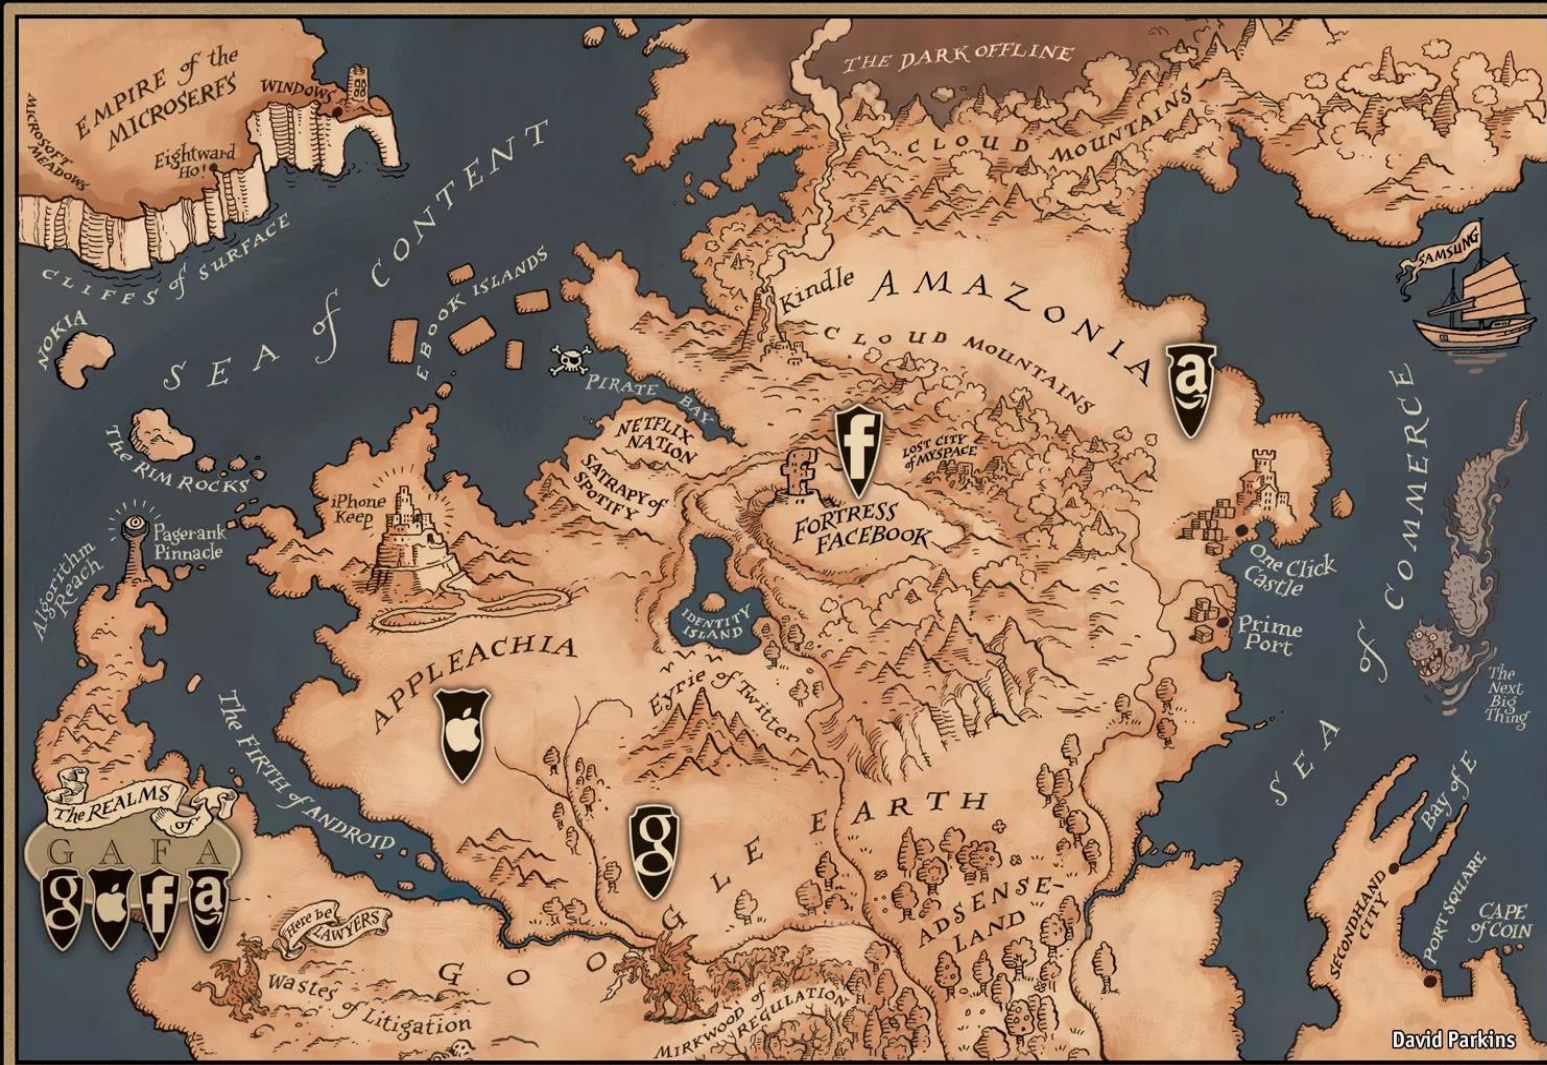 THE DARK OFFLINE
EMPIRE of the
MICROSERFS
WINDOWS
MICROSOFT
MEADOWS
Eightward
Ho!
CLOUD MOUNTAINS
CLIFFS of SURFACE
SEA of CONTENT
SAMSUNG
NOKIA
EBOOK ISLANDS
Kindle
AMAZONIA
CLOUD MOUNTAINS
a
PIRATE BAY
The RIM ROCKS
NETFLIX
NATION
SATRAPY of
SPOTIFY
f
LOST CITY
of MYSPACE
FORTRESS
FACEBOOK
iPhone
Keep
Pagerank
Pinnacle
Algorithm
Reach
One Click
Castle
SEA of COMMERCE
IDENTITY
ISLAND
Prime
Port
APPLEACHIA
Eyrie of Twitter
The
Next
Big
Thing
The FIRTH of ANDROID
The REALMS
of
GAFA
g f a
g
GOOGLE EARTH
Bay of E
ADSENSE-
LAND
SECONDHAND
CITY
PORT SQUARE
CAPE
of COIN
Here be
LAWYERS
Wastes of Litigation
MIRKWOOD of
REGULATION
David Parkins